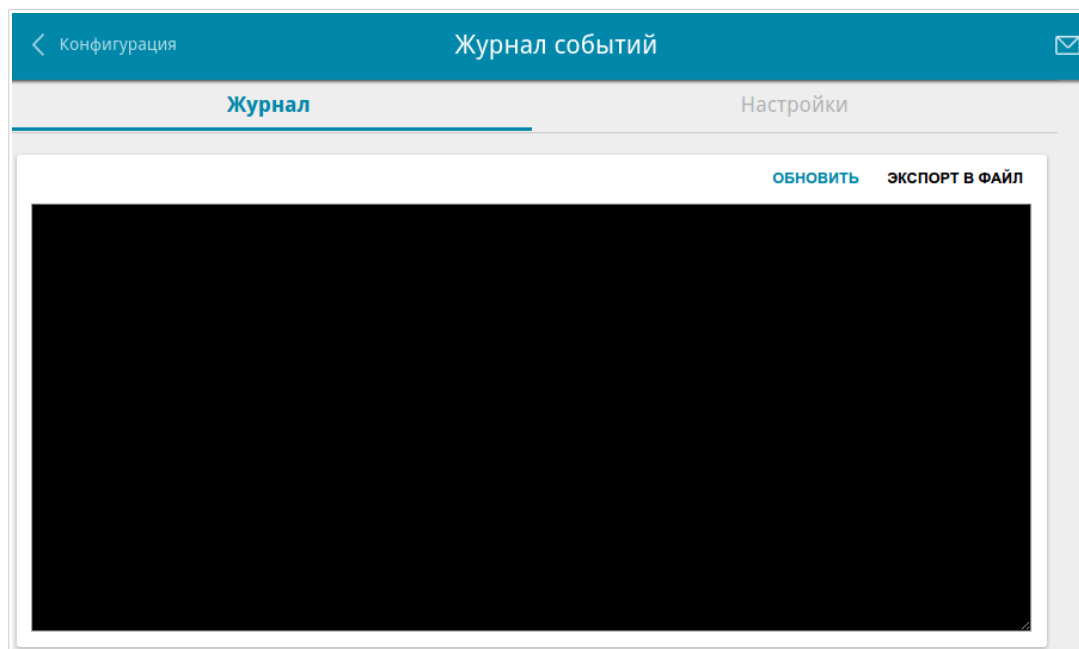 Конфигурация
Журнал событий
Журнал
Настройки
ОБНОВИТЬ ЭКСПОРТ В ФАЙЛ